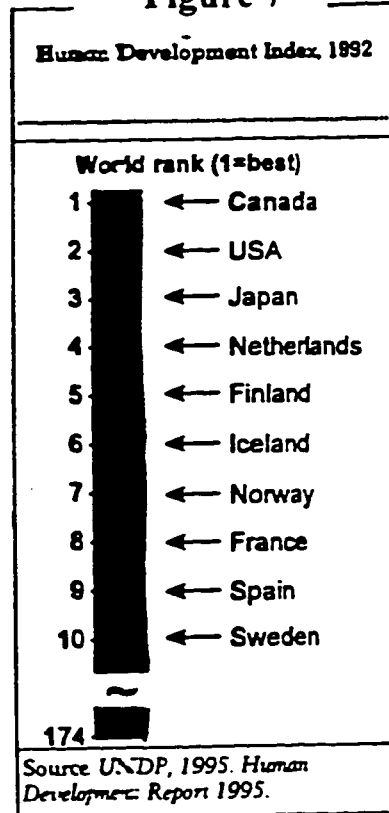 Figure 7
Human Development Index, 1992
World rank (1=best)
1 Canada
2 USA
3 Japan
4 Netherlands
5 Finland
6 Iceland
7 Norway
8 France
9 Spain
10 Sweden
~
174
Source UNDP, 1995. Human
Development Report 1995.